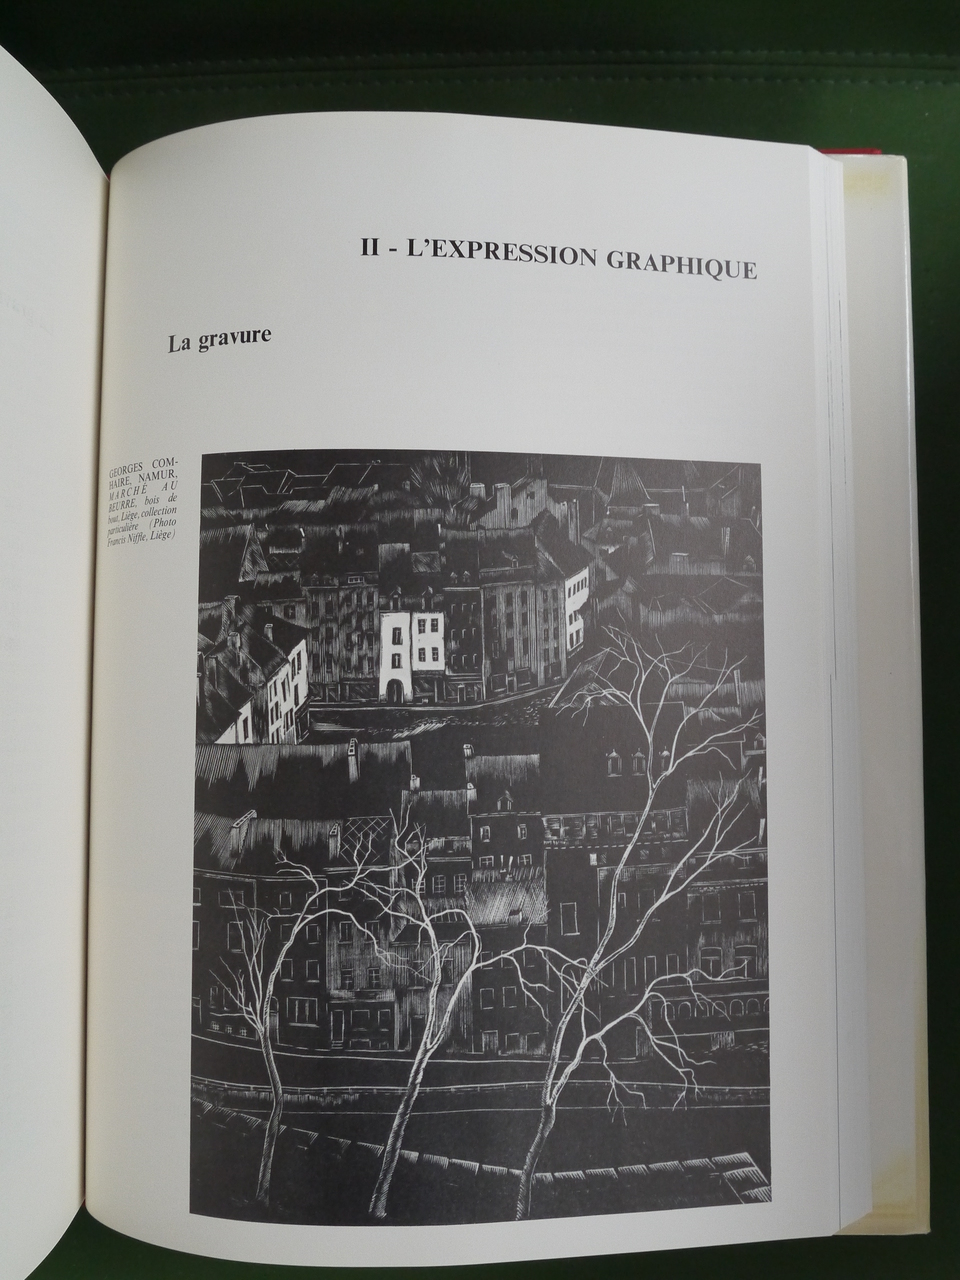 II - L'EXPRESSION GRAPHIQUE
La gravure
GEORGES COM-
HAIRE, NAMUR,
MARCHÉ AU
BEURRE, bois de
bout, Liège, collection
particulière (Photo
Francis Niffle, Liège)